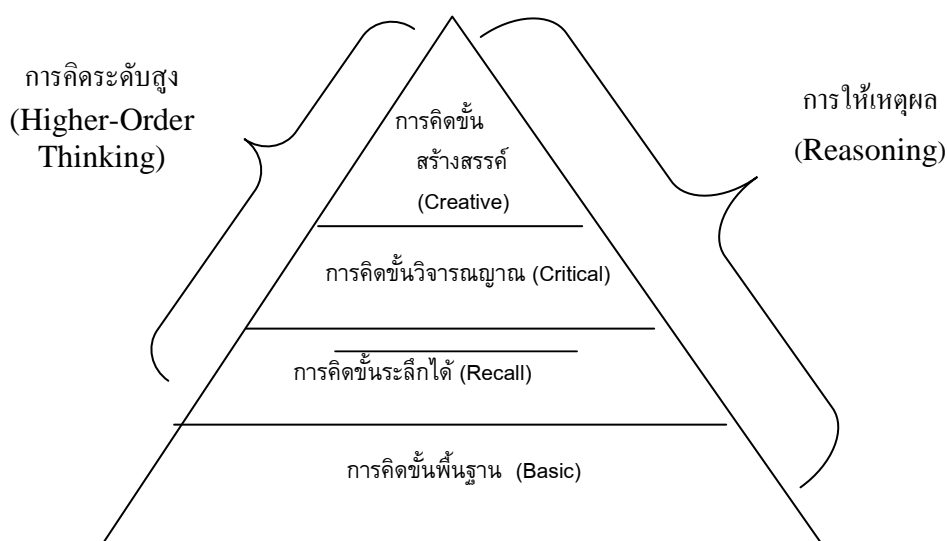 การคิดระดับสูง
(Higher-Order
Thinking)
การให้เหตุผล
(Reasoning)
การคิดขั้น
สร้างสรรค์
(Creative)
การคิดขั้นวิจารณญาณ (Critical)
การคิดขั้นระลึกได้ (Recall)
การคิดขั้นพื้นฐาน (Basic)